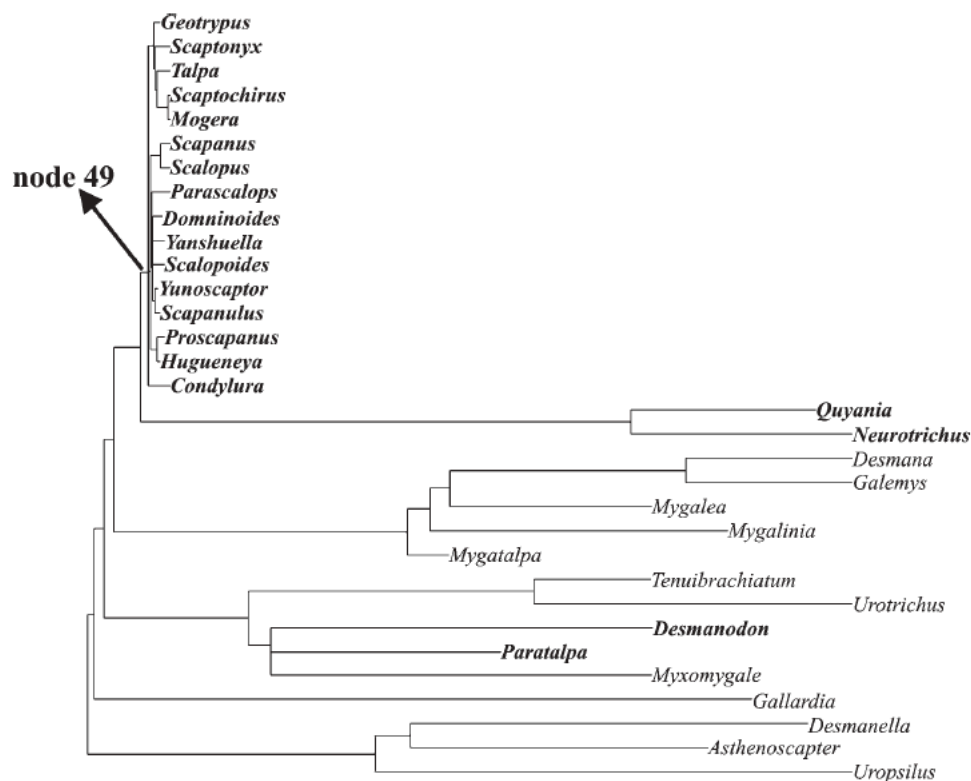 Geotrypus
Scaptonyx
Talpa
Scaptochirus
Mogera
Scapanus
node 49
Scalopus
Parascalops
Domninoides
Yanshuella
Scalopoides
Yunoscaptor
Scapanulus
Proscapanus
Hugueneya
Condylura
Quyania
Neurotrichus
Desmana
Galemys
Mygalea
Mygalinia
Mygatalpa
Tenuibrachiatum
Urotrichus
Desmanodon
Paratalpa
Myxomygale
Gallardia
Desmanella
Asthenoscapter
Uropsilus